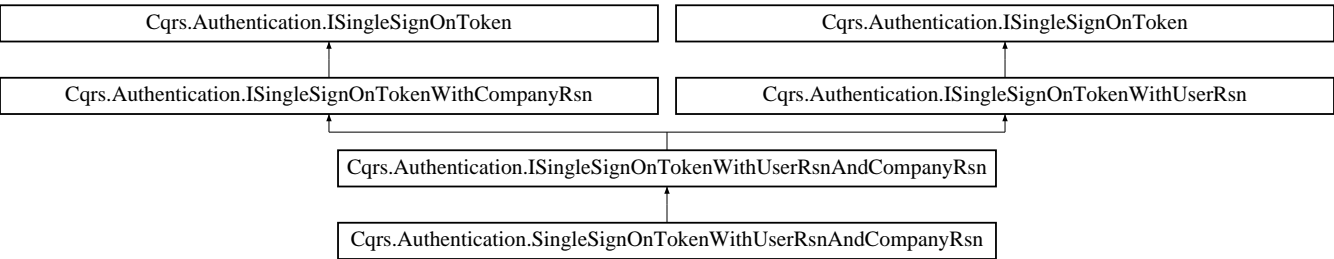 Cqrs.Authentication.ISingleSignOnToken
Cqrs.Authentication.ISingleSignOnToken
Cqrs.Authentication.ISingleSignOnTokenWithCompanyRsn
Cqrs.Authentication.ISingleSignOnTokenWithUserRsn
Cqrs.Authentication.ISingleSignOnTokenWithUserRsnAndCompanyRsn
Cqrs.Authentication.SingleSignOnTokenWithUserRsnAndCompanyRsn